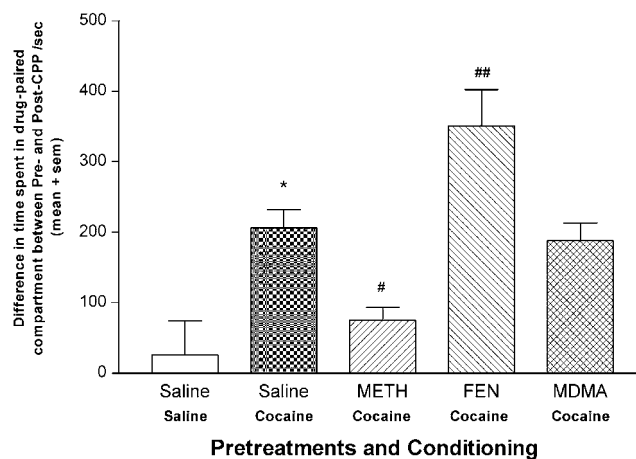 Difference in time spent in drug-paired
compartment between Pre- and Post-CPP /sec
(mean + sem)
500
400
300
200
100
0
*
#
##
Saline Saline METH FEN MDMA
Saline Cocaine Cocaine Cocaine Cocaine
Pretreatments and Conditioning